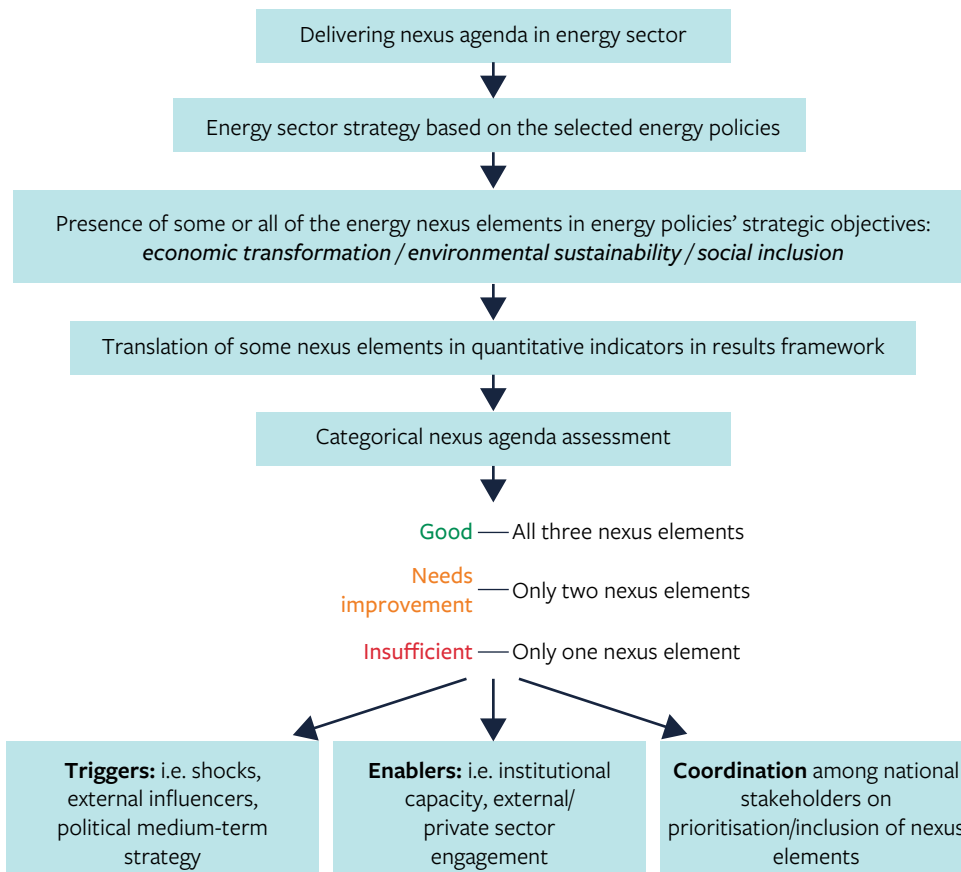 Delivering nexus agenda in energy sector
Energy sector strategy based on the selected energy policies
Presence of some or all of the energy nexus elements in energy policies’ strategic objectives:
economic transformation / environmental sustainability / social inclusion
Translation of some nexus elements in quantitative indicators in results framework
Categorical nexus agenda assessment
Good — All three nexus elements
Needs
improvement — Only two nexus elements
Insufficient — Only one nexus element
Triggers: i.e. shocks,
external influencers,
political medium-term
strategy
Enablers: i.e. institutional
capacity, external/
private sector
engagement
Coordination among national
stakeholders on
prioritisation/inclusion of nexus
elements